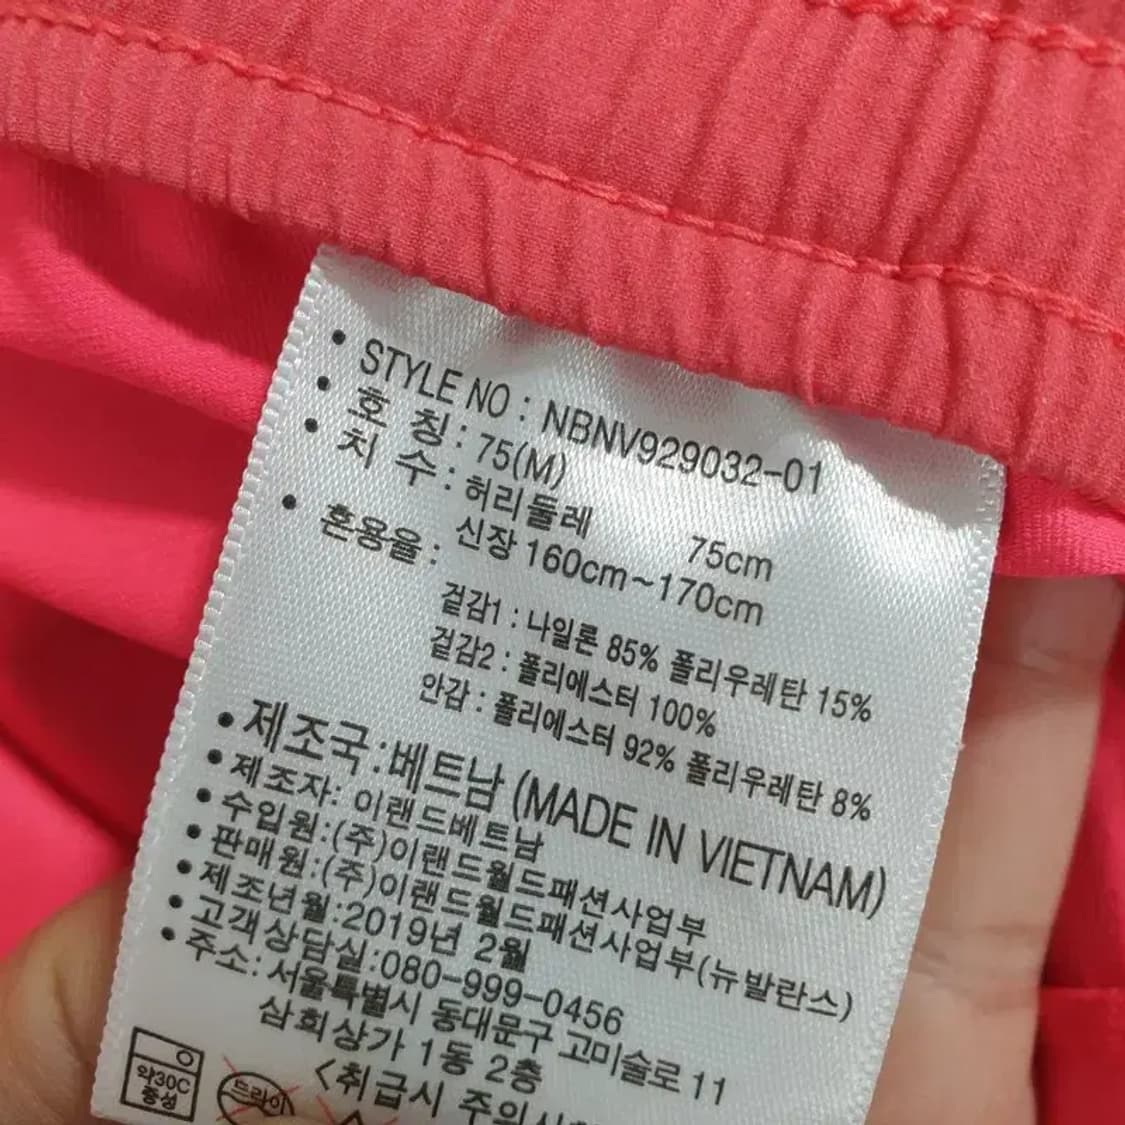 • STYLE NO : NBNV929032-01
• 호 칭 : 75(M)
• 치 수 : 허리둘레 75cm
신장 160cm~170cm
• 혼용율 :
겉감1 : 나일론 85% 폴리우레탄 15%
겉감2 : 폴리에스터 100%
안감 : 폴리에스터 92% 폴리우레탄 8%
• 제조국 : 베트남 (MADE IN VIETNAM)
• 제조자: 이랜드베트남
• 수입원:(주)이랜드월드패션사업부
• 판매원:(주)이랜드월드패션사업부(뉴발란스)
• 제조년월:2019년 2월
• 고객상담실:080-999-0456
• 주소: 서울특별시 동대문구 고미술로 11
삼희상가 1동 2층
<취급시 주의사
약30C
중성
드라이